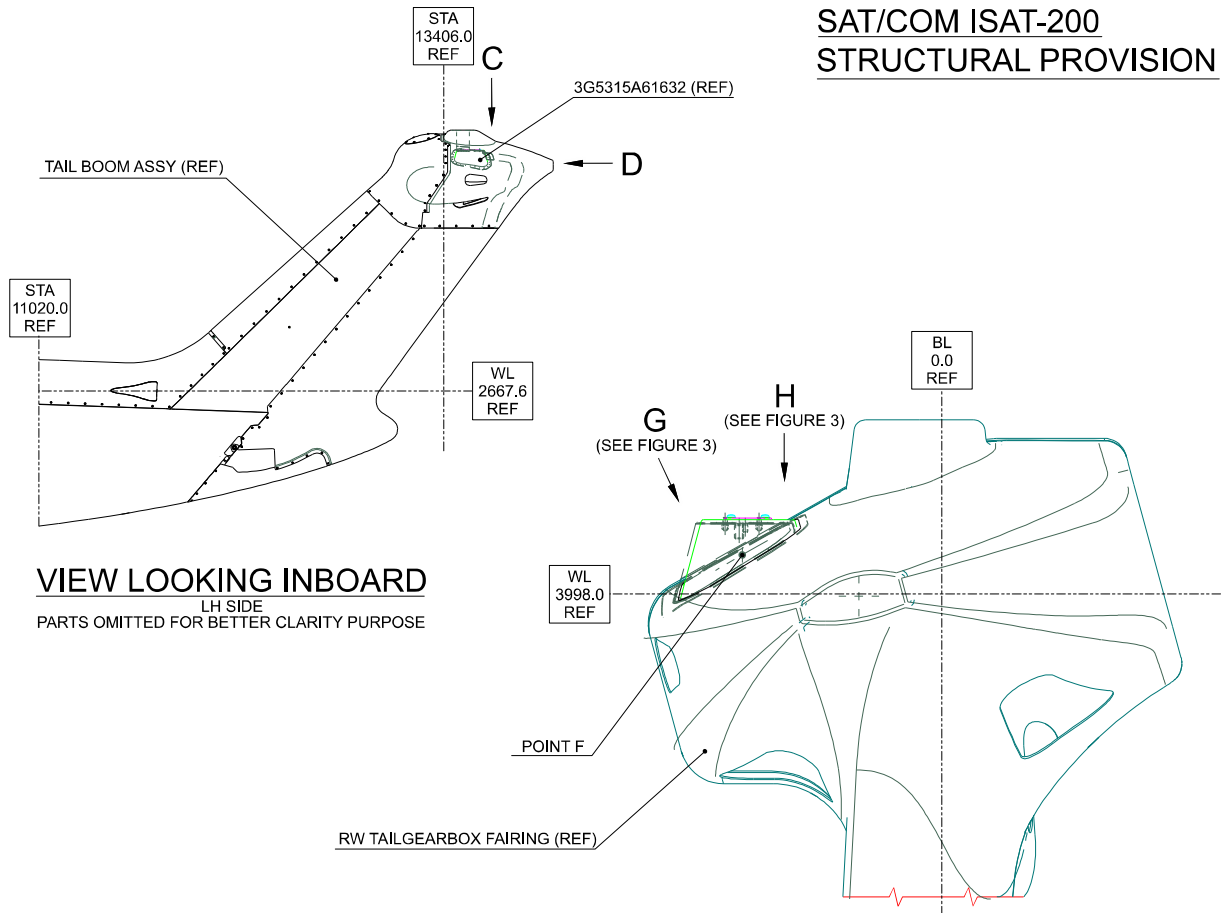 SAT/COM ISAT-200
STRUCTURAL PROVISION
STA
13406.0
REF
C
3G5315A61632 (REF)
D
TAIL BOOM ASSY (REF)
STA
11020.0
REF
WL
2667.6
REF
BL
0.0
REF
H
(SEE FIGURE 3)
G
(SEE FIGURE 3)
VIEW LOOKING INBOARD
LH SIDE
PARTS OMITTED FOR BETTER CLARITY PURPOSE
WL
3998.0
REF
POINT F
RW TAILGEARBOX FAIRING (REF)